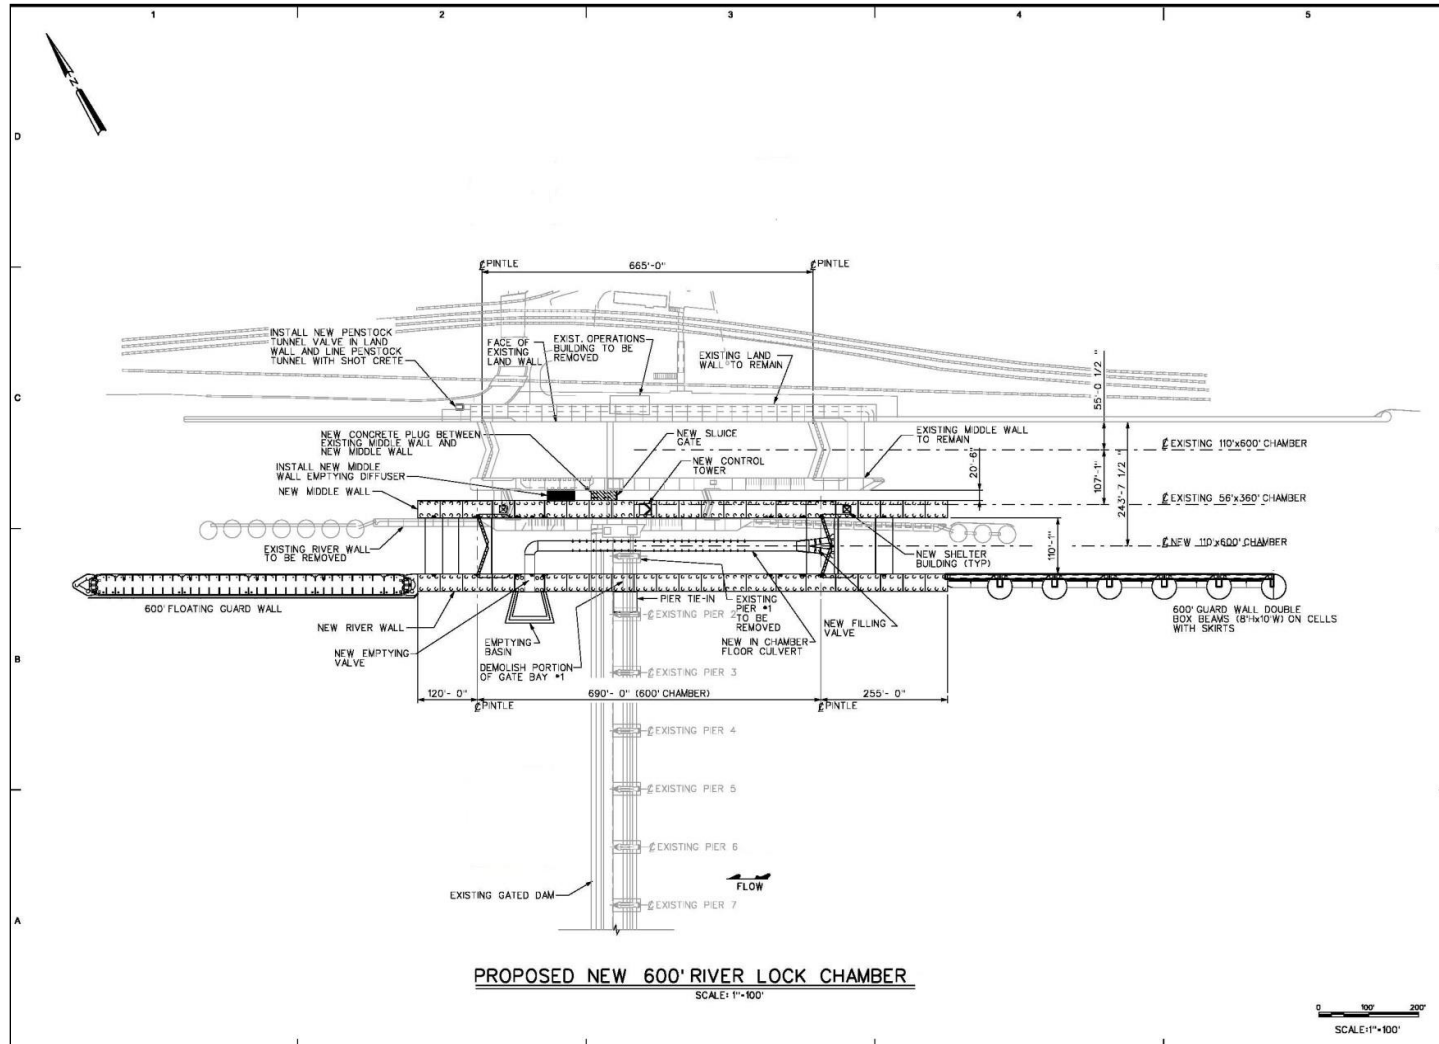 1 2 3 4 5
D
C
B
A
N
℄ PINTLE
665'-0"
℄ PINTLE
INSTALL NEW PENSTOCK
TUNNEL VALVE IN LAND
WALL AND LINE PENSTOCK
TUNNEL WITH SHOT CRETE
FACE OF
EXISTING
LAND WALL
EXIST. OPERATIONS
BUILDING TO BE
REMOVED
EXISTING LAND
WALL TO REMAIN
NEW CONCRETE PLUG BETWEEN
EXISTING MIDDLE WALL AND
NEW MIDDLE WALL
NEW SLUICE
GATE
EXISTING MIDDLE WALL
TO REMAIN
INSTALL NEW MIDDLE
WALL EMPTYING DIFFUSER
NEW CONTROL
TOWER
NEW MIDDLE WALL
55'-0 1/2"
107'-1"
243'-7 1/2"
20'-6"
110'-1"
℄ EXISTING 110'x600' CHAMBER
℄ EXISTING 56'x360' CHAMBER
℄ NEW 110'x600' CHAMBER
EXISTING RIVER WALL
TO BE REMOVED
NEW SHELTER
BUILDING (TYP)
600' FLOATING GUARD WALL
NEW RIVER WALL
NEW EMPTYING
VALVE
EMPTYING
BASIN
DEMOLISH PORTION
OF GATE BAY #1
PIER TIE-IN
EXISTING
PIER #1
TO BE
REMOVED
NEW IN CHAMBER
FLOOR CULVERT
NEW FILLING
VALVE
600' GUARD WALL DOUBLE
BOX BEAMS (8'Hx10'W) ON CELLS
WITH SKIRTS
℄ EXISTING PIER 2
℄ EXISTING PIER 3
120'- 0"
690'- 0" (600' CHAMBER)
255'- 0"
℄ PINTLE
℄ PINTLE
℄ EXISTING PIER 4
℄ EXISTING PIER 5
℄ EXISTING PIER 6
EXISTING GATED DAM
FLOW
℄ EXISTING PIER 7
PROPOSED NEW 600' RIVER LOCK CHAMBER
SCALE: 1"=100'
0 100' 200'
SCALE:1"=100'